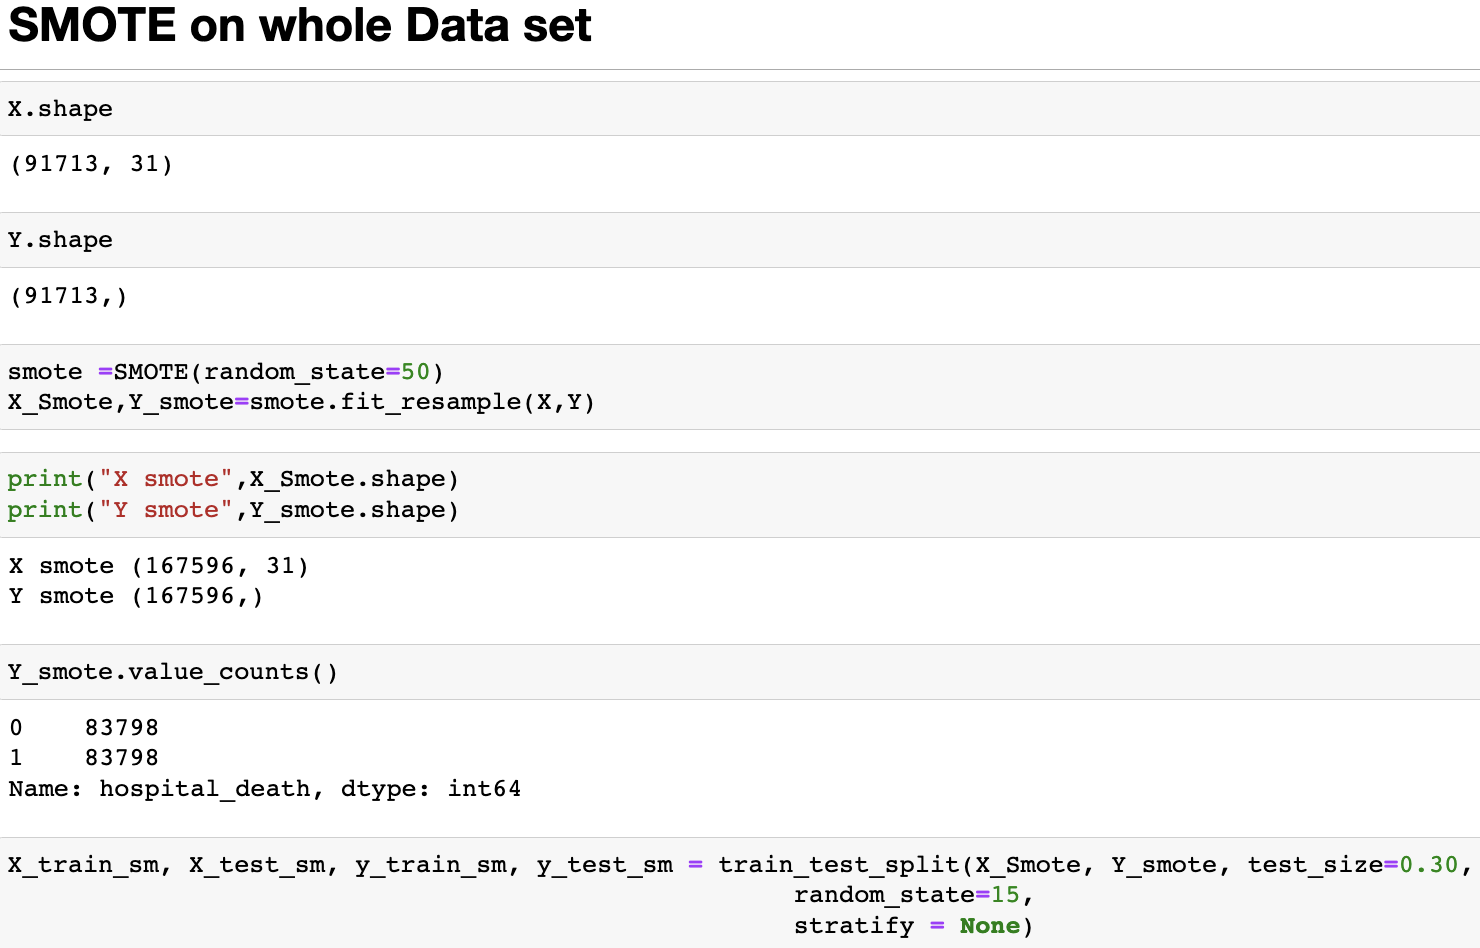 SMOTE on whole Data set
X.shape
(91713, 31)
Y.shape
(91713,)
smote =SMOTE(random_state=50)
X_Smote,Y_smote=smote.fit_resample(X,Y)
print("X smote",X_Smote.shape)
print("Y smote",Y_smote.shape)
X smote (167596, 31)
Y smote (167596,)
Y_smote.value_counts()
0    83798
1    83798
Name: hospital_death, dtype: int64
X_train_sm, X_test_sm, y_train_sm, y_test_sm = train_test_split(X_Smote, Y_smote, test_size=0.30,
random_state=15,
stratify = None)